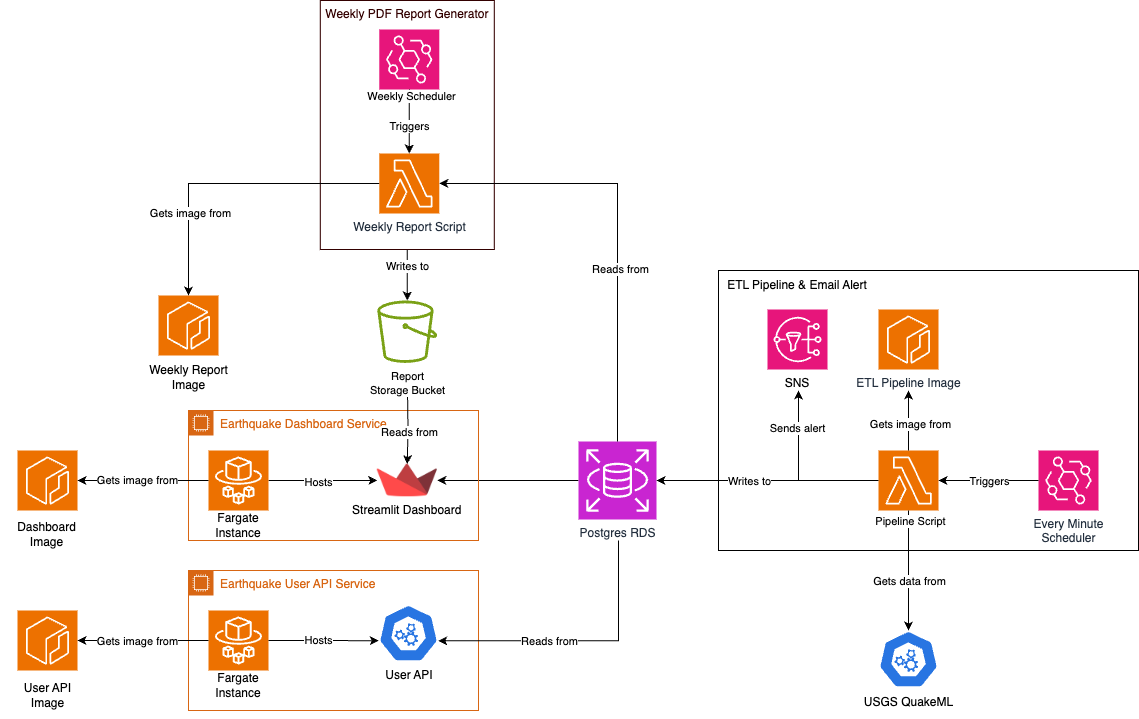 Weekly PDF Report Generator
Weekly Scheduler
Triggers
Gets image from
Weekly Report Script
Writes to
Reads from
ETL Pipeline & Email Alert
Weekly Report
Image
Report
Storage Bucket
SNS
ETL Pipeline Image
Sends alert
Gets image from
Earthquake Dashboard Service
Reads from
Gets image from
Hosts
Streamlit Dashboard
Dashboard
Image
Fargate
Instance
Postgres RDS
Writes to
Pipeline Script
Triggers
Every Minute
Scheduler
Gets data from
Earthquake User API Service
Gets image from
Hosts
User API
Reads from
User API
Image
Fargate
Instance
USGS QuakeML